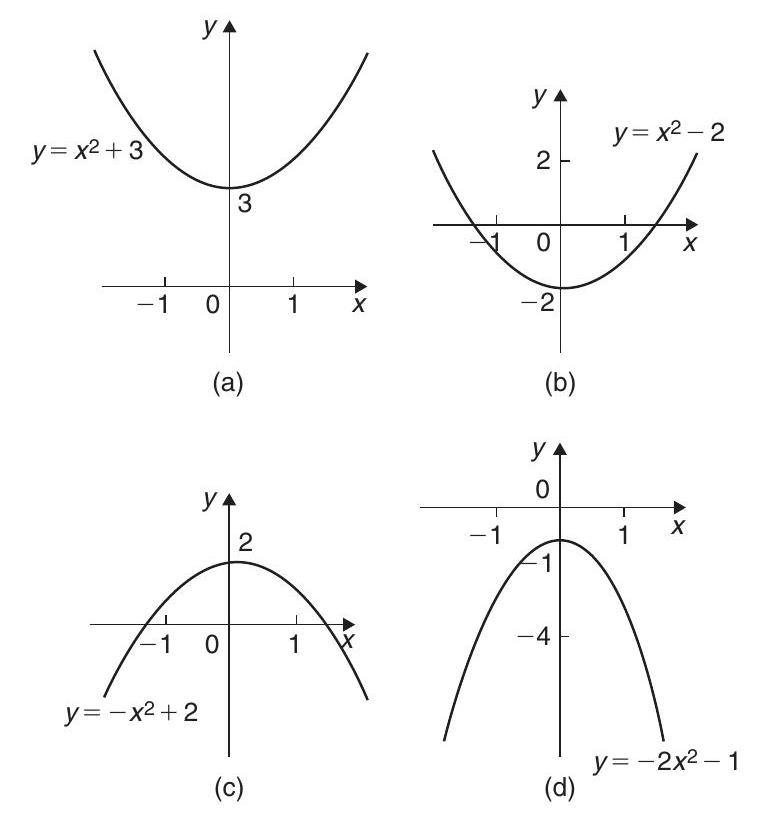 y
y = x² + 3
3
−1 0 1 x
(a)
y
y = x² − 2
2
−1 0 1 x
−2
(b)
y
2
−1 0 1 x
y = −x² + 2
(c)
y
0
−1 1 x
−1
−4
y = −2x² − 1
(d)